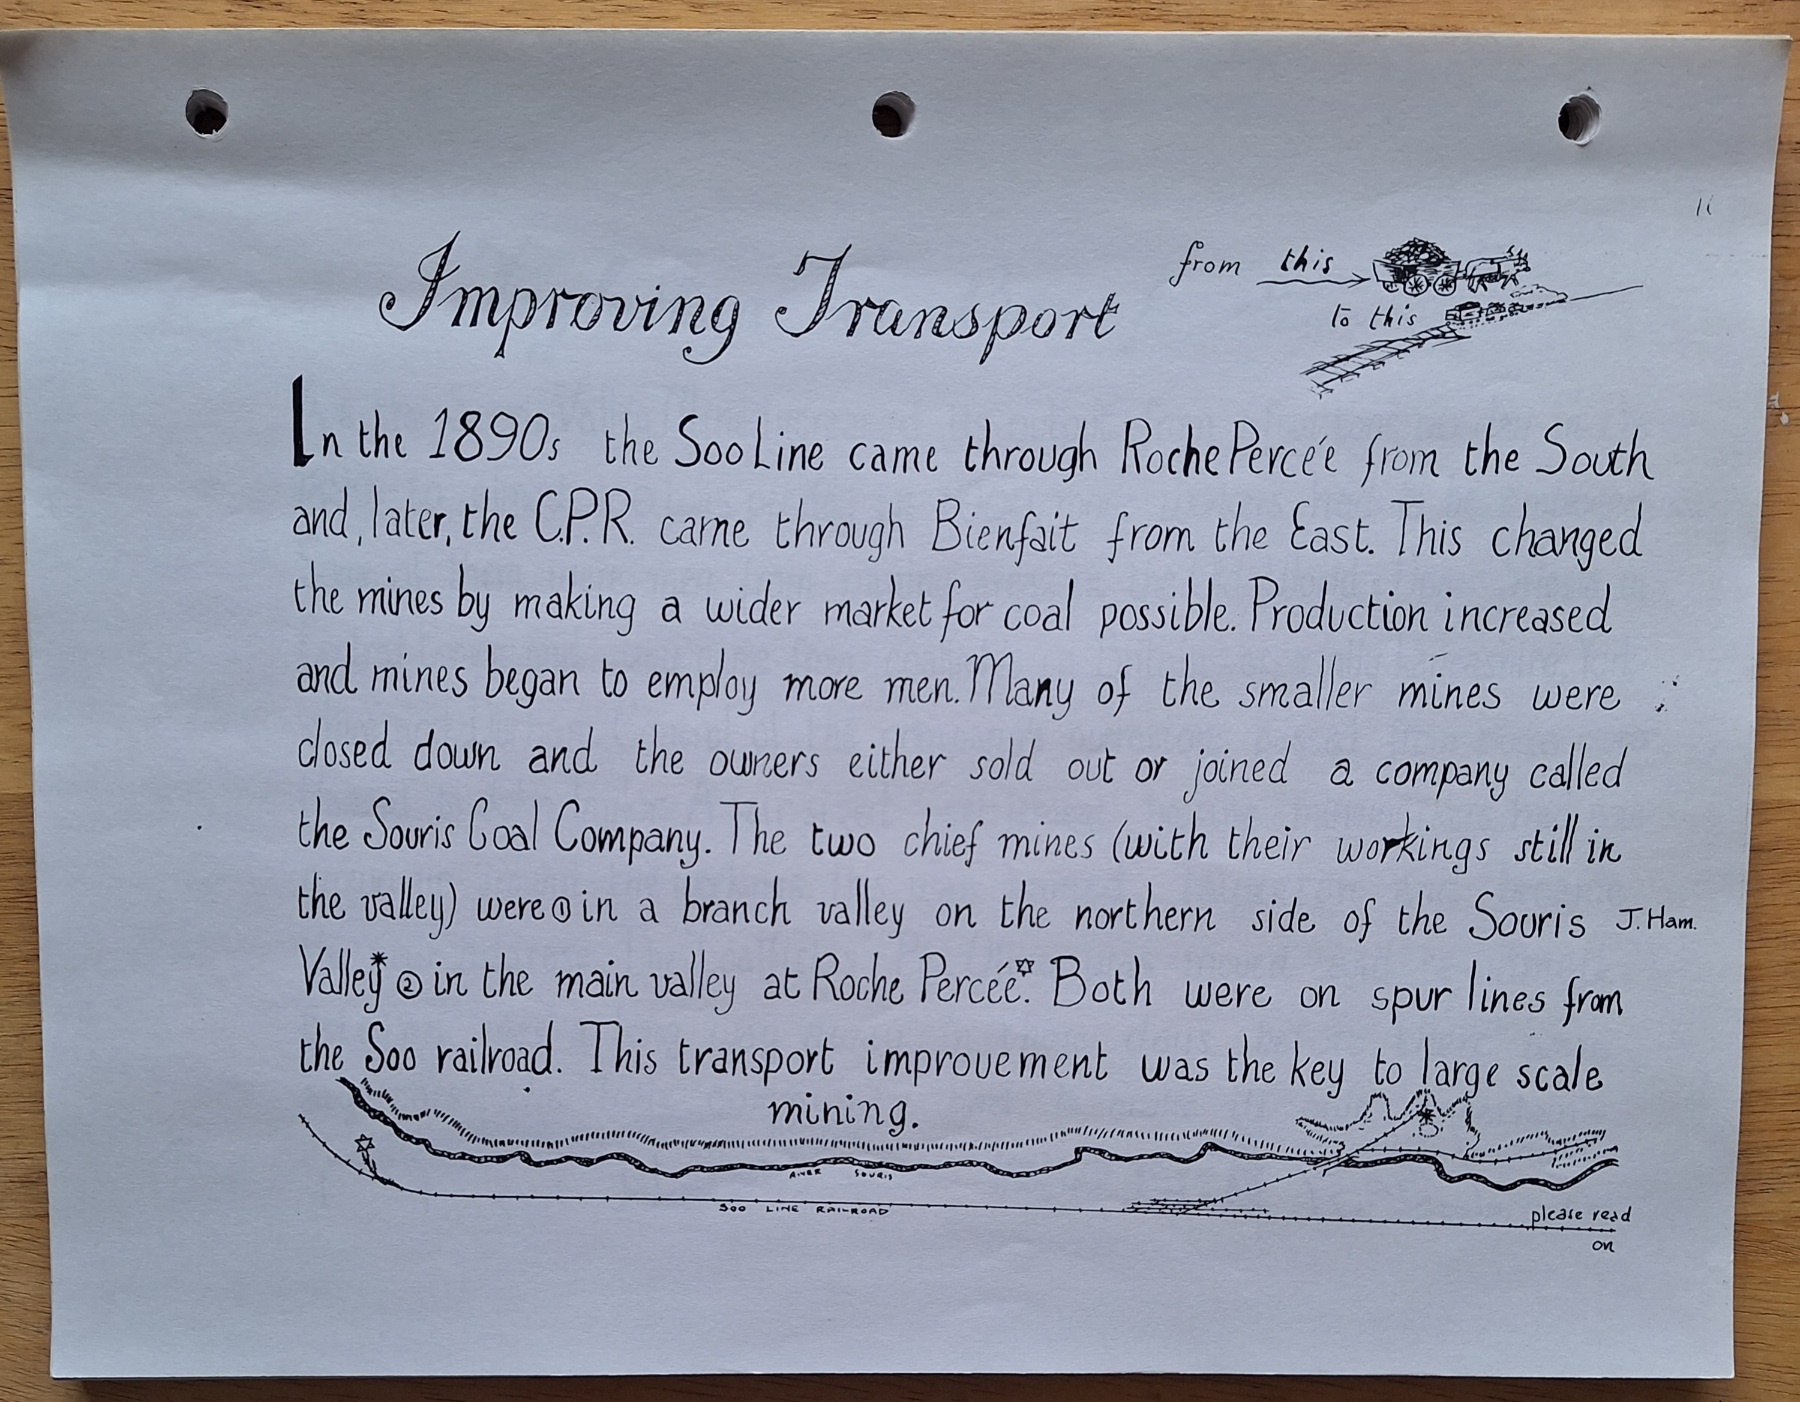 11
Improving Transport
from this
to this
In the 1890s the Soo Line came through Roche Percée from the South
and, later, the C.P.R. came through Bienfait from the East. This changed
the mines by making a wider market for coal possible. Production increased
and mines began to employ more men. Many of the smaller mines were
closed down and the owners either sold out or joined a company called
the Souris Coal Company. The two chief mines (with their workings still in
the valley) were ① in a branch valley on the northern side of the Souris J. Ham.
Valley* ② in the main valley at Roche Percée✡. Both were on spur lines from
the Soo railroad. This transport improvement was the key to large scale
mining.
RIVER SOURIS
SOO LINE RAILROAD
please read
on